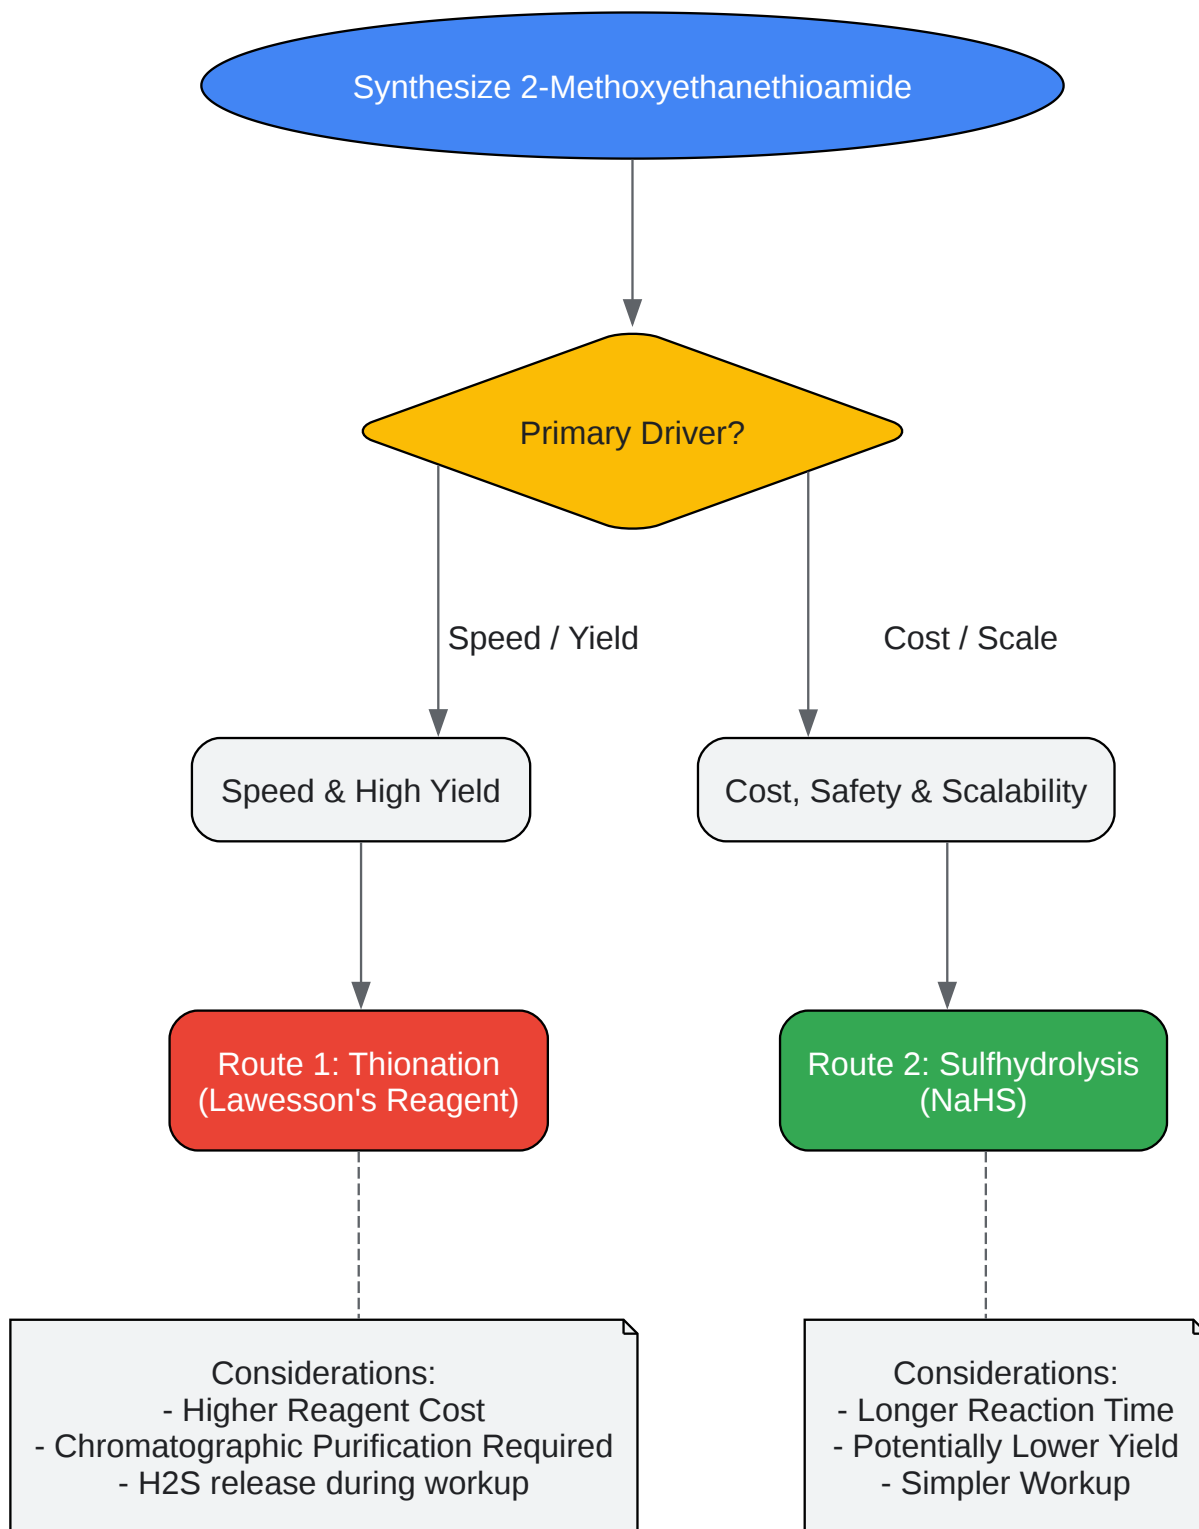 Synthesize 2-Methoxyethanethioamide
Primary Driver?
Speed / Yield
Cost / Scale
Speed & High Yield
Cost, Safety & Scalability
Route 1: Thionation
(Lawesson's Reagent)
Route 2: Sulfhydrolysis
(NaHS)
Considerations:
- Higher Reagent Cost
- Chromatographic Purification Required
- H2S release during workup
Considerations:
- Longer Reaction Time
- Potentially Lower Yield
- Simpler Workup